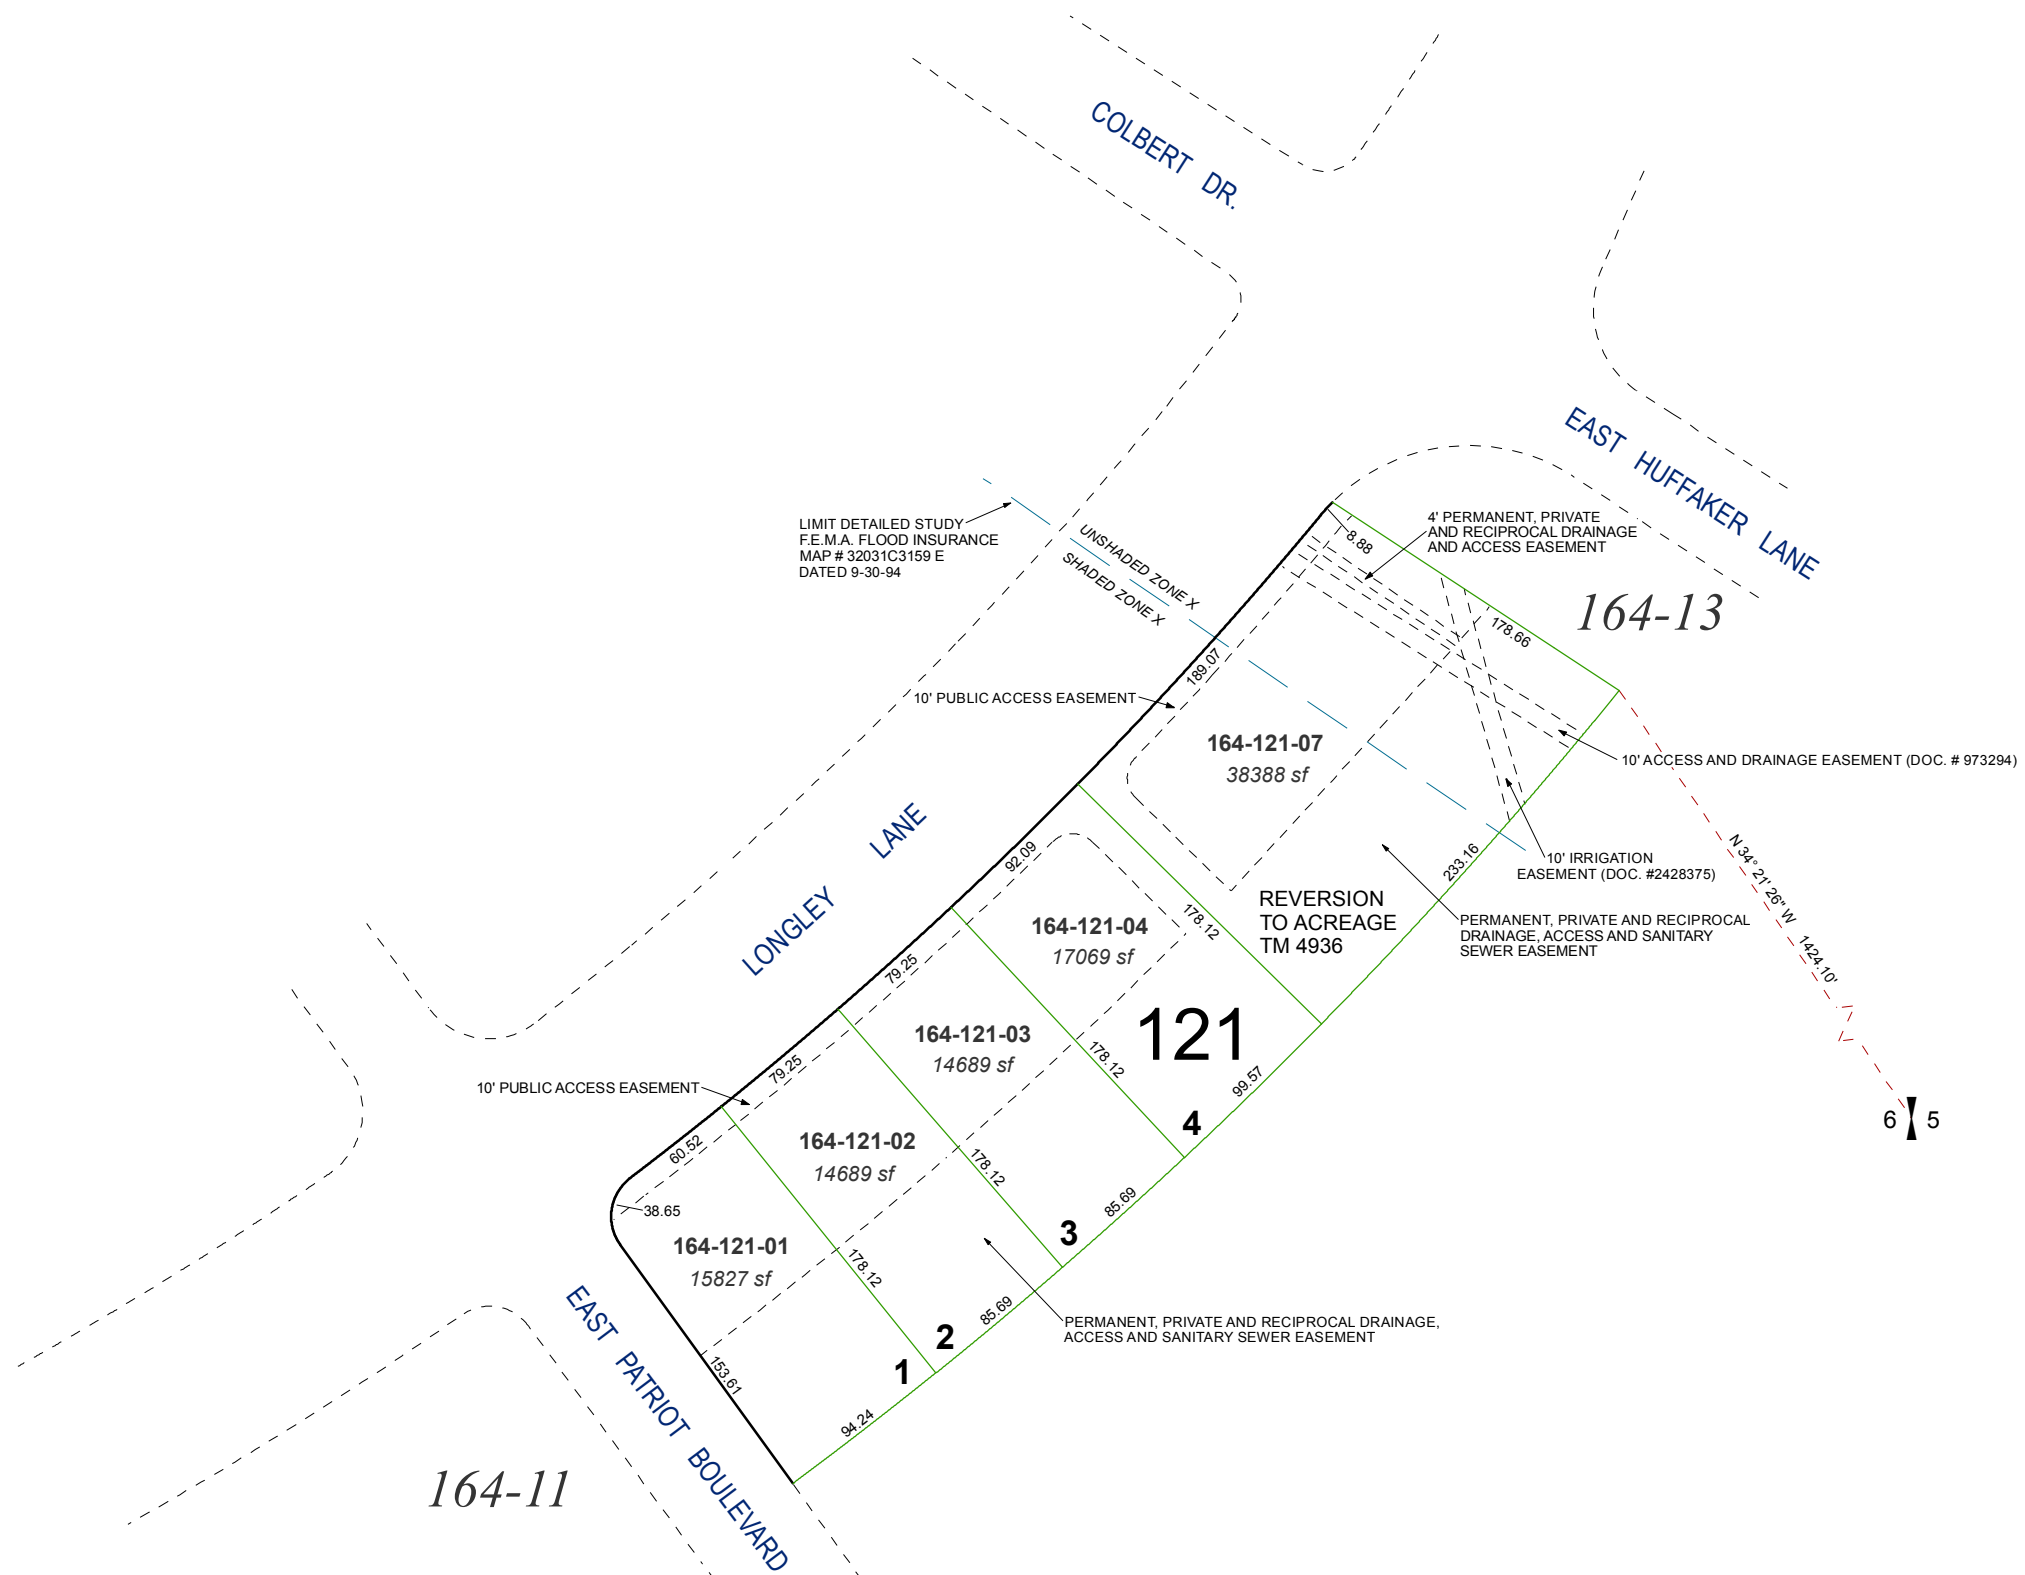 COLBERT DR.
EAST HUFFAKER LANE
LIMIT DETAILED STUDY
F.E.M.A. FLOOD INSURANCE
MAP # 32031C3159 E
DATED 9-30-94
UNSHADED ZONE X
SHADED ZONE X
8.88
4' PERMANENT, PRIVATE
AND RECIPROCAL DRAINAGE
AND ACCESS EASEMENT
164-13
178.66
189.07
10' PUBLIC ACCESS EASEMENT
164-121-07
38388 sf
10' ACCESS AND DRAINAGE EASEMENT (DOC. # 973294)
10' IRRIGATION
EASEMENT (DOC. #2428375)
233.16
N 34° 21' 26" W 1424.10'
LONGLEY LANE
92.09
REVERSION
TO ACREAGE
TM 4936
178.12
PERMANENT, PRIVATE AND RECIPROCAL
DRAINAGE, ACCESS AND SANITARY
SEWER EASEMENT
164-121-04
17069 sf
79.25
121
164-121-03
14689 sf
178.12
99.57
4
6 5
79.25
10' PUBLIC ACCESS EASEMENT
164-121-02
14689 sf
178.12
85.69
3
60.52
38.65
164-121-01
15827 sf
178.12
85.69
2
PERMANENT, PRIVATE AND RECIPROCAL DRAINAGE,
ACCESS AND SANITARY SEWER EASEMENT
1
153.61
94.24
EAST PATRIOT BOULEVARD
164-11